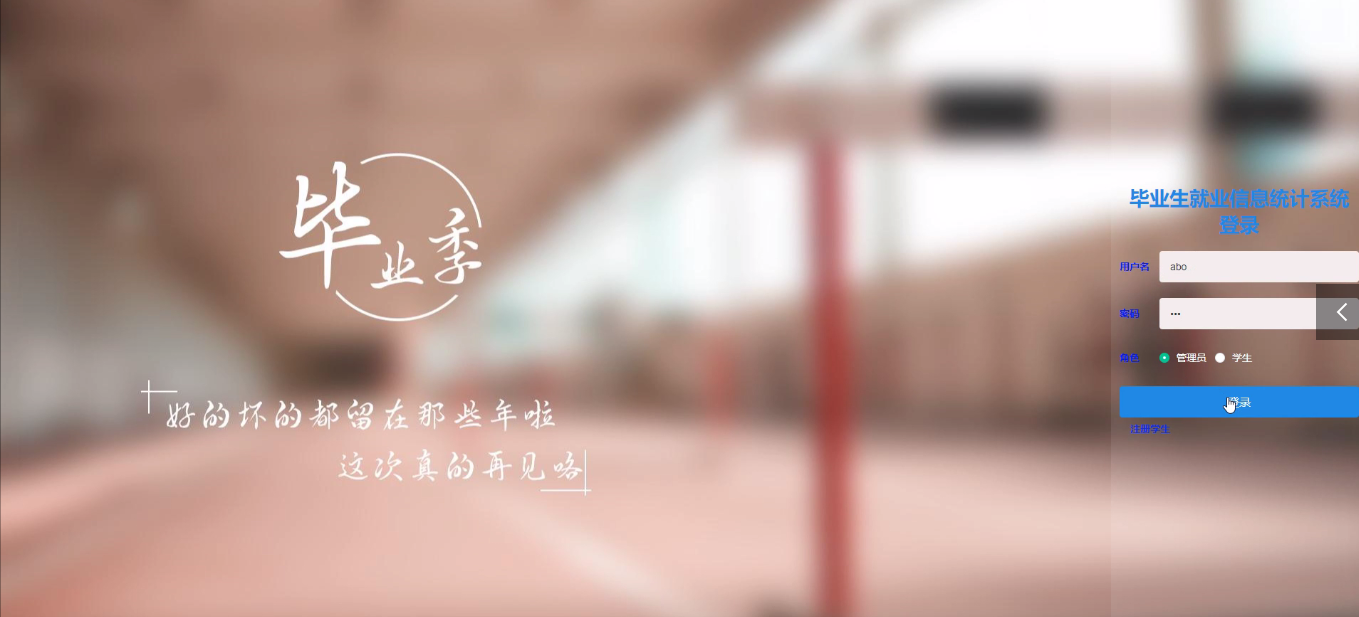 毕业季
好的坏的都留在那些年啦
这次真的再见咯
毕业生就业信息统计系统
登录
用户名
abo
密码
•••
角色
管理员 学生
登录
注册学生